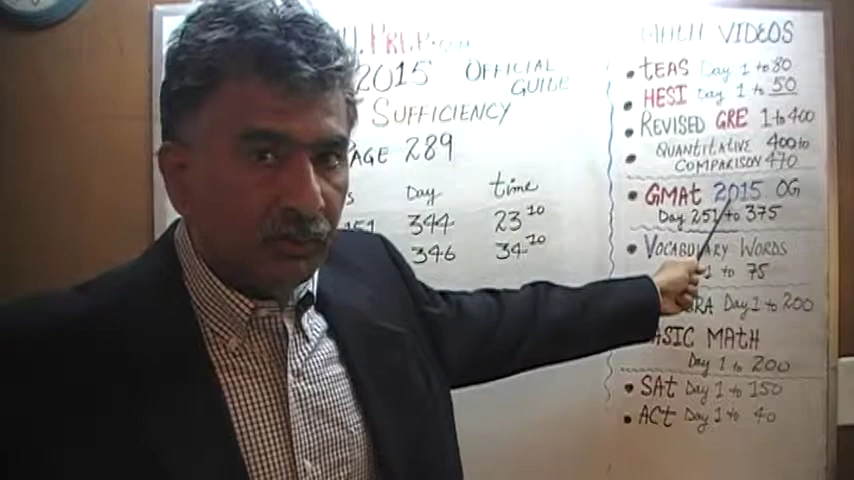 2015 OFFICIAL
GUIDE
SUFFICIENCY
PAGE 289
Day time
344 23
346 34
MATH VIDEOS
TEAS Day 1 to 80
HESI Day 1 to 50
REVISED GRE 1 to 400
QUANTITATIVE 400 to
COMPARISON 470
GMAT 2015 OG
Day 251 to 375
VOCABULARY WORDS
1 to 75
RA Day 1 to 200
ASIC MATH
Day 1 to 200
SAT Day 1 to 150
ACT Day 1 to 40